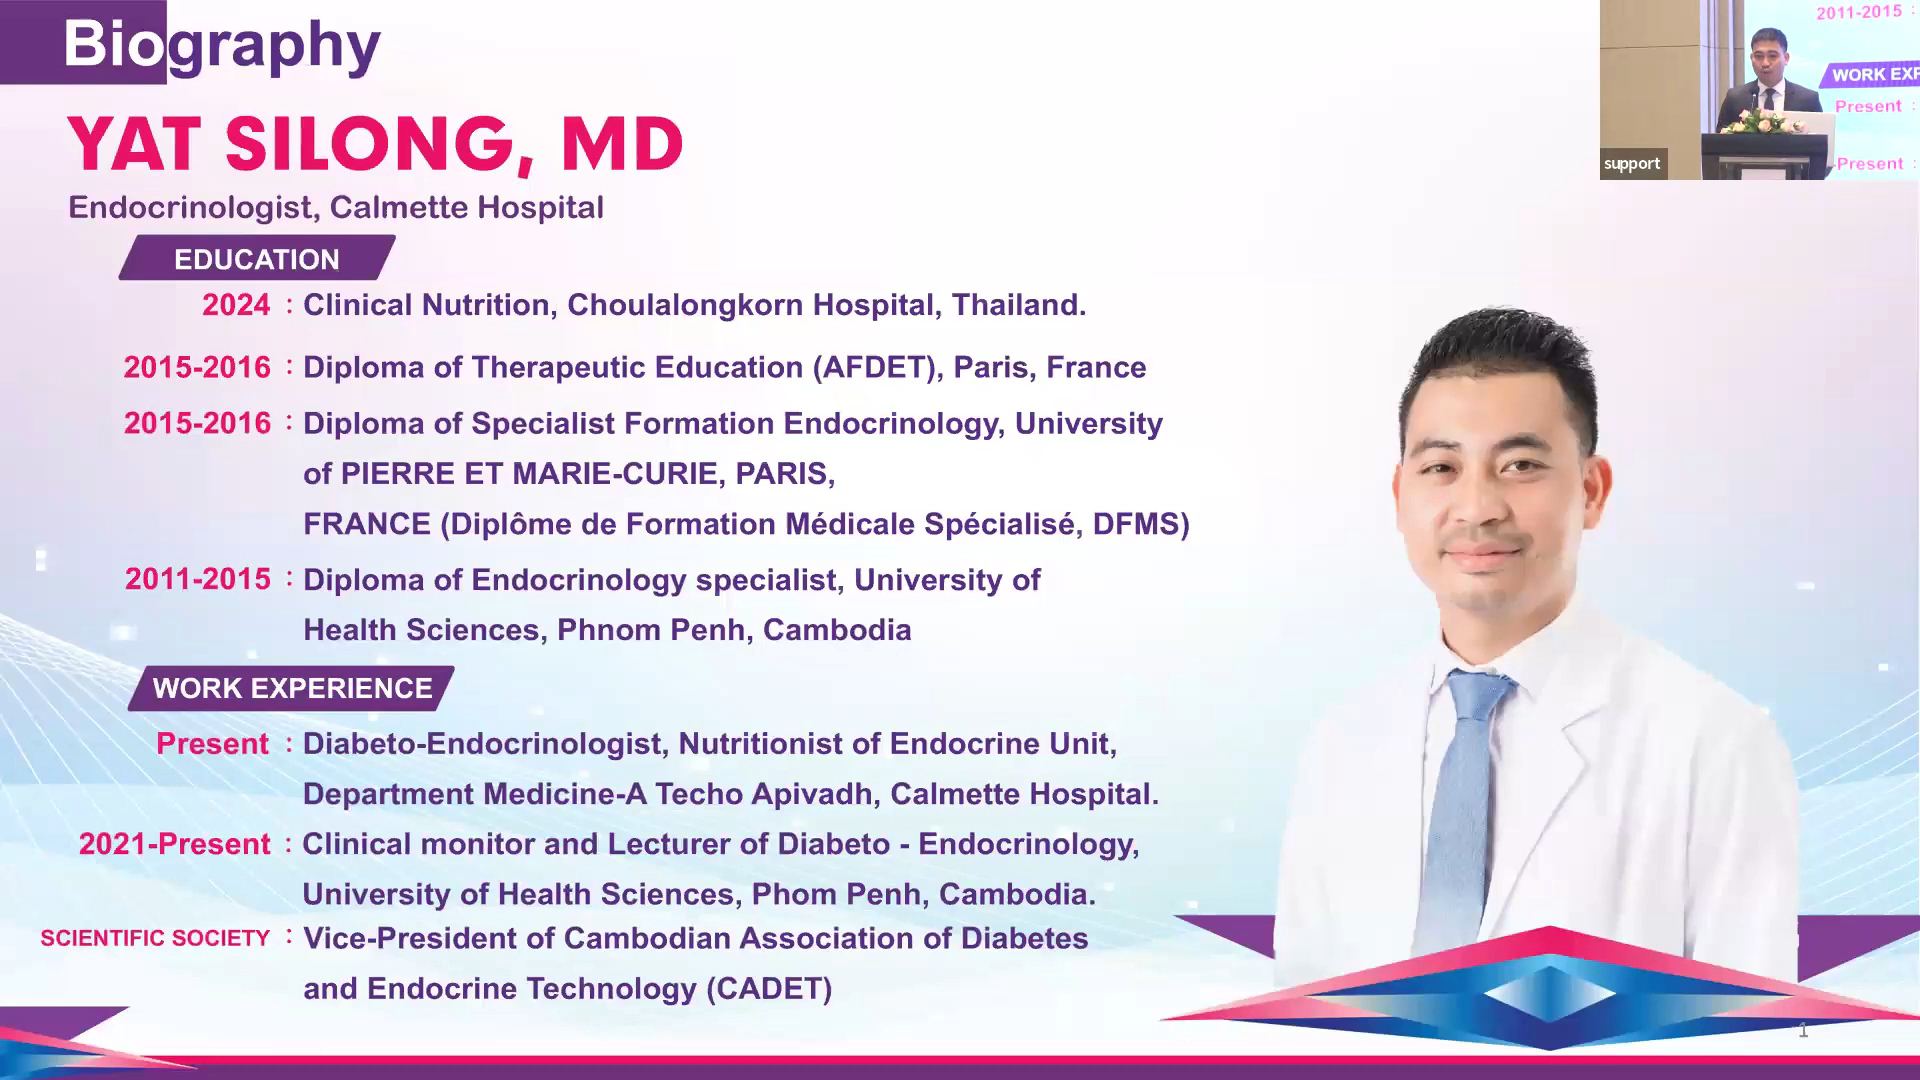 Biography
YAT SILONG, MD
Endocrinologist, Calmette Hospital
EDUCATION
2024 : Clinical Nutrition, Choulalongkorn Hospital, Thailand.
2015-2016 : Diploma of Therapeutic Education (AFDET), Paris, France
2015-2016 : Diploma of Specialist Formation Endocrinology, University
of PIERRE ET MARIE-CURIE, PARIS,
FRANCE (Diplôme de Formation Médicale Spécialisé, DFMS)
2011-2015 : Diploma of Endocrinology specialist, University of
Health Sciences, Phnom Penh, Cambodia
WORK EXPERIENCE
Present : Diabeto-Endocrinologist, Nutritionist of Endocrine Unit,
Department Medicine-A Techo Apivadh, Calmette Hospital.
2021-Present : Clinical monitor and Lecturer of Diabeto - Endocrinology,
University of Health Sciences, Phom Penh, Cambodia.
SCIENTIFIC SOCIETY : Vice-President of Cambodian Association of Diabetes
and Endocrine Technology (CADET)
1
2011-2015 :
WORK EXP
Present :
-Present :
support